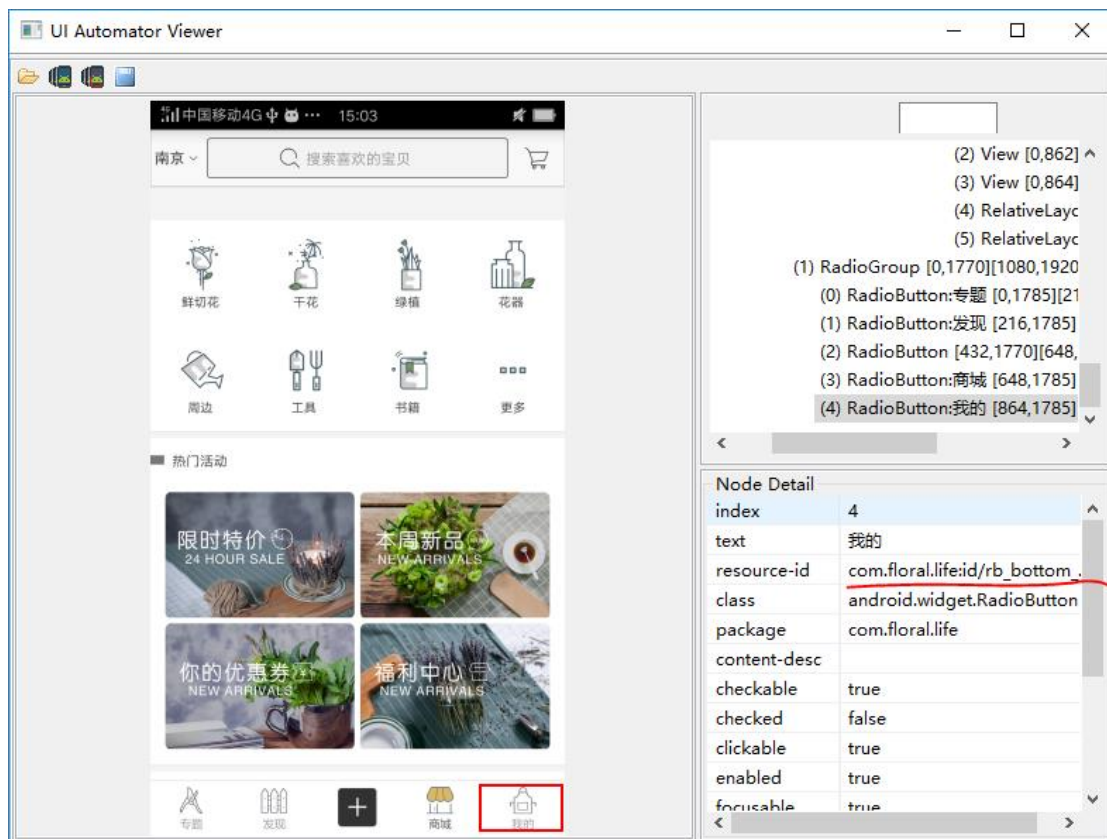 UI Automator Viewer
中国移动4G ··· 15:03
南京
搜索喜欢的宝贝
鲜切花 干花 绿植 花器
周边 工具 书籍 更多
热门活动
限时特价
24 HOUR SALE
本周新品
NEW ARRIVALS
你的优惠券
NEW ARRIVALS
福利中心
NEW ARRIVALS
专题 发现 商城 我的
(2) View [0,862]
(3) View [0,864]
(4) RelativeLayc
(5) RelativeLayc
(1) RadioGroup [0,1770][1080,1920
(0) RadioButton:专题 [0,1785][21
(1) RadioButton:发现 [216,1785]
(2) RadioButton [432,1770][648,
(3) RadioButton:商城 [648,1785]
(4) RadioButton:我的 [864,1785]
Node Detail
index 4
text 我的
resource-id com.floral.life:id/rb_bottom_.
class android.widget.RadioButton
package com.floral.life
content-desc
checkable true
checked false
clickable true
enabled true
focusable true